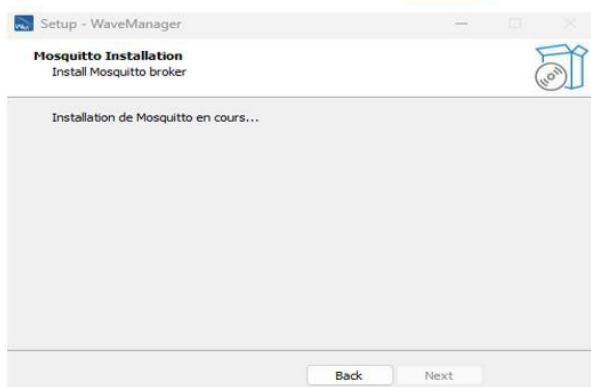 Setup - WaveManager
Mosquitto Installation
Install Mosquitto broker
Installation de Mosquitto en cours...
Back
Next